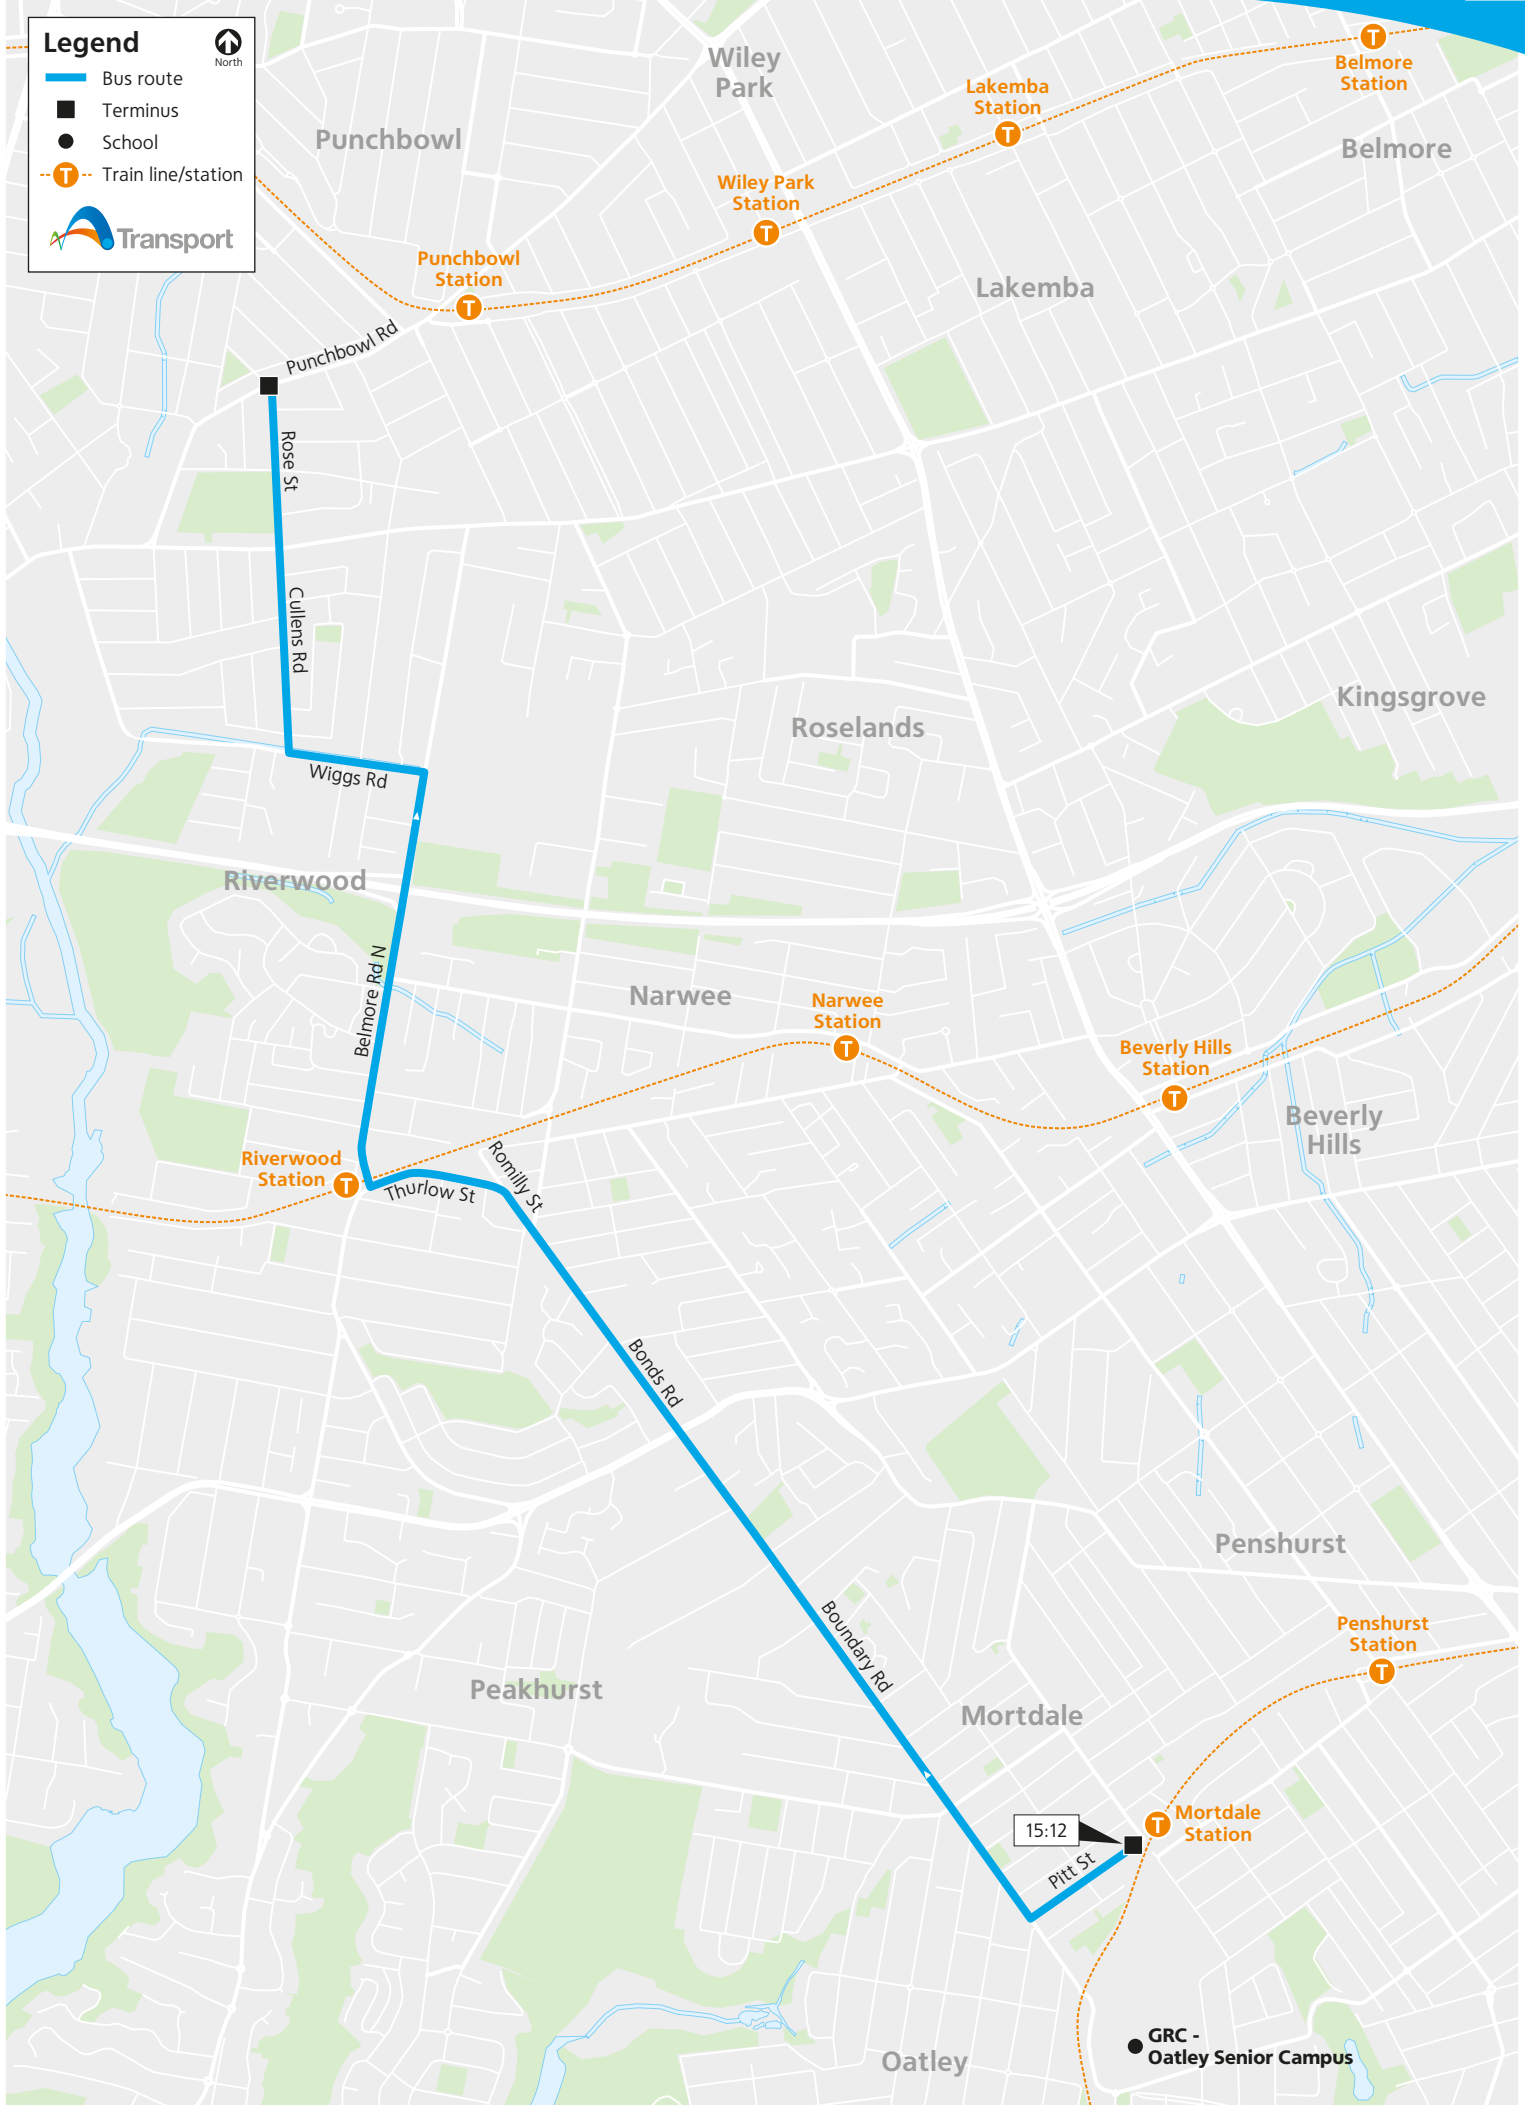 Legend
North
Bus route
Terminus
School
T
Train line/station
Transport
Wiley
Park
Punchbowl
Belmore
Station
T
Lakemba
Station
T
Belmore
Wiley Park
Station
T
Punchbowl
Station
T
Lakemba
Punchbowl Rd
Rose St
Cullens Rd
Kingsgrove
Roselands
Wiggs Rd
Riverwood
Belmore Rd N
Narwee
Narwee
Station
T
Beverly Hills
Station
T
Beverly
Hills
Riverwood
Station
T
Thurlow St
Romilly St
Bonds Rd
Penshurst
Boundary Rd
Penshurst
Station
T
Peakhurst
Mortdale
Mortdale
Station
T
15:12
Pitt St
GRC -
Oatley Senior Campus
Oatley